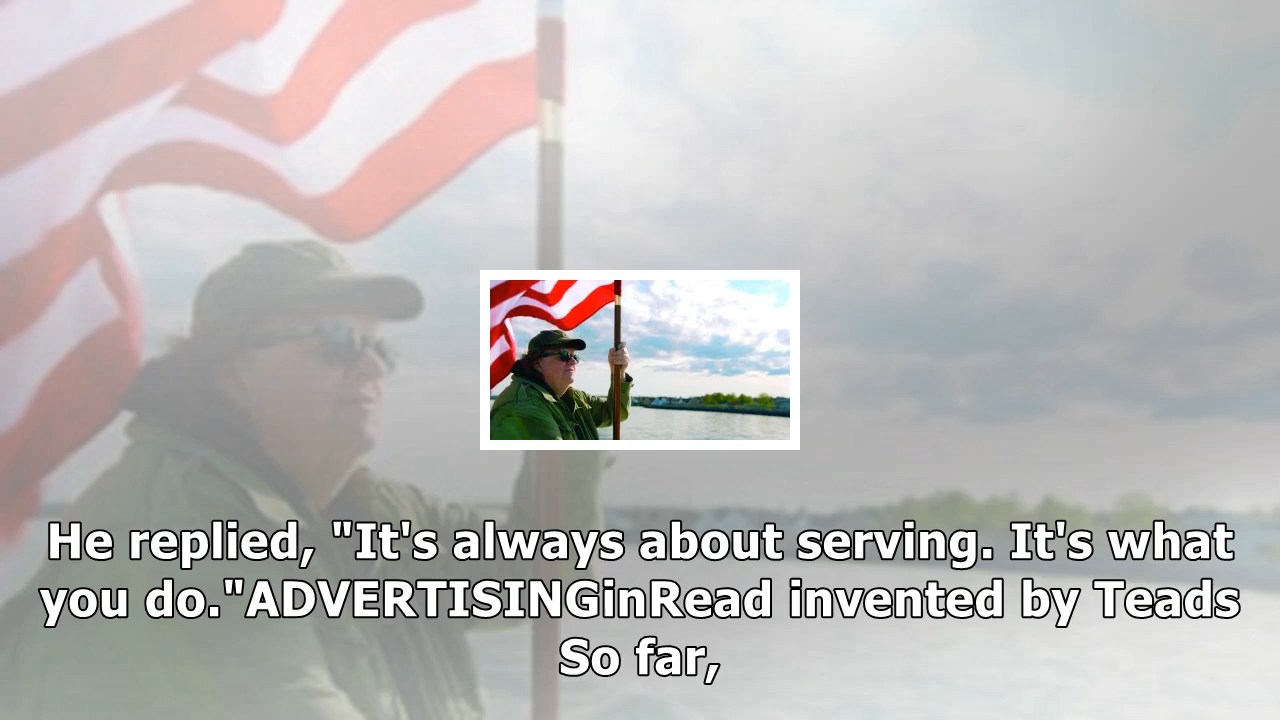 He replied, "It's always about serving. It's what
you do."ADVERTISINGinRead invented by Teads
So far,